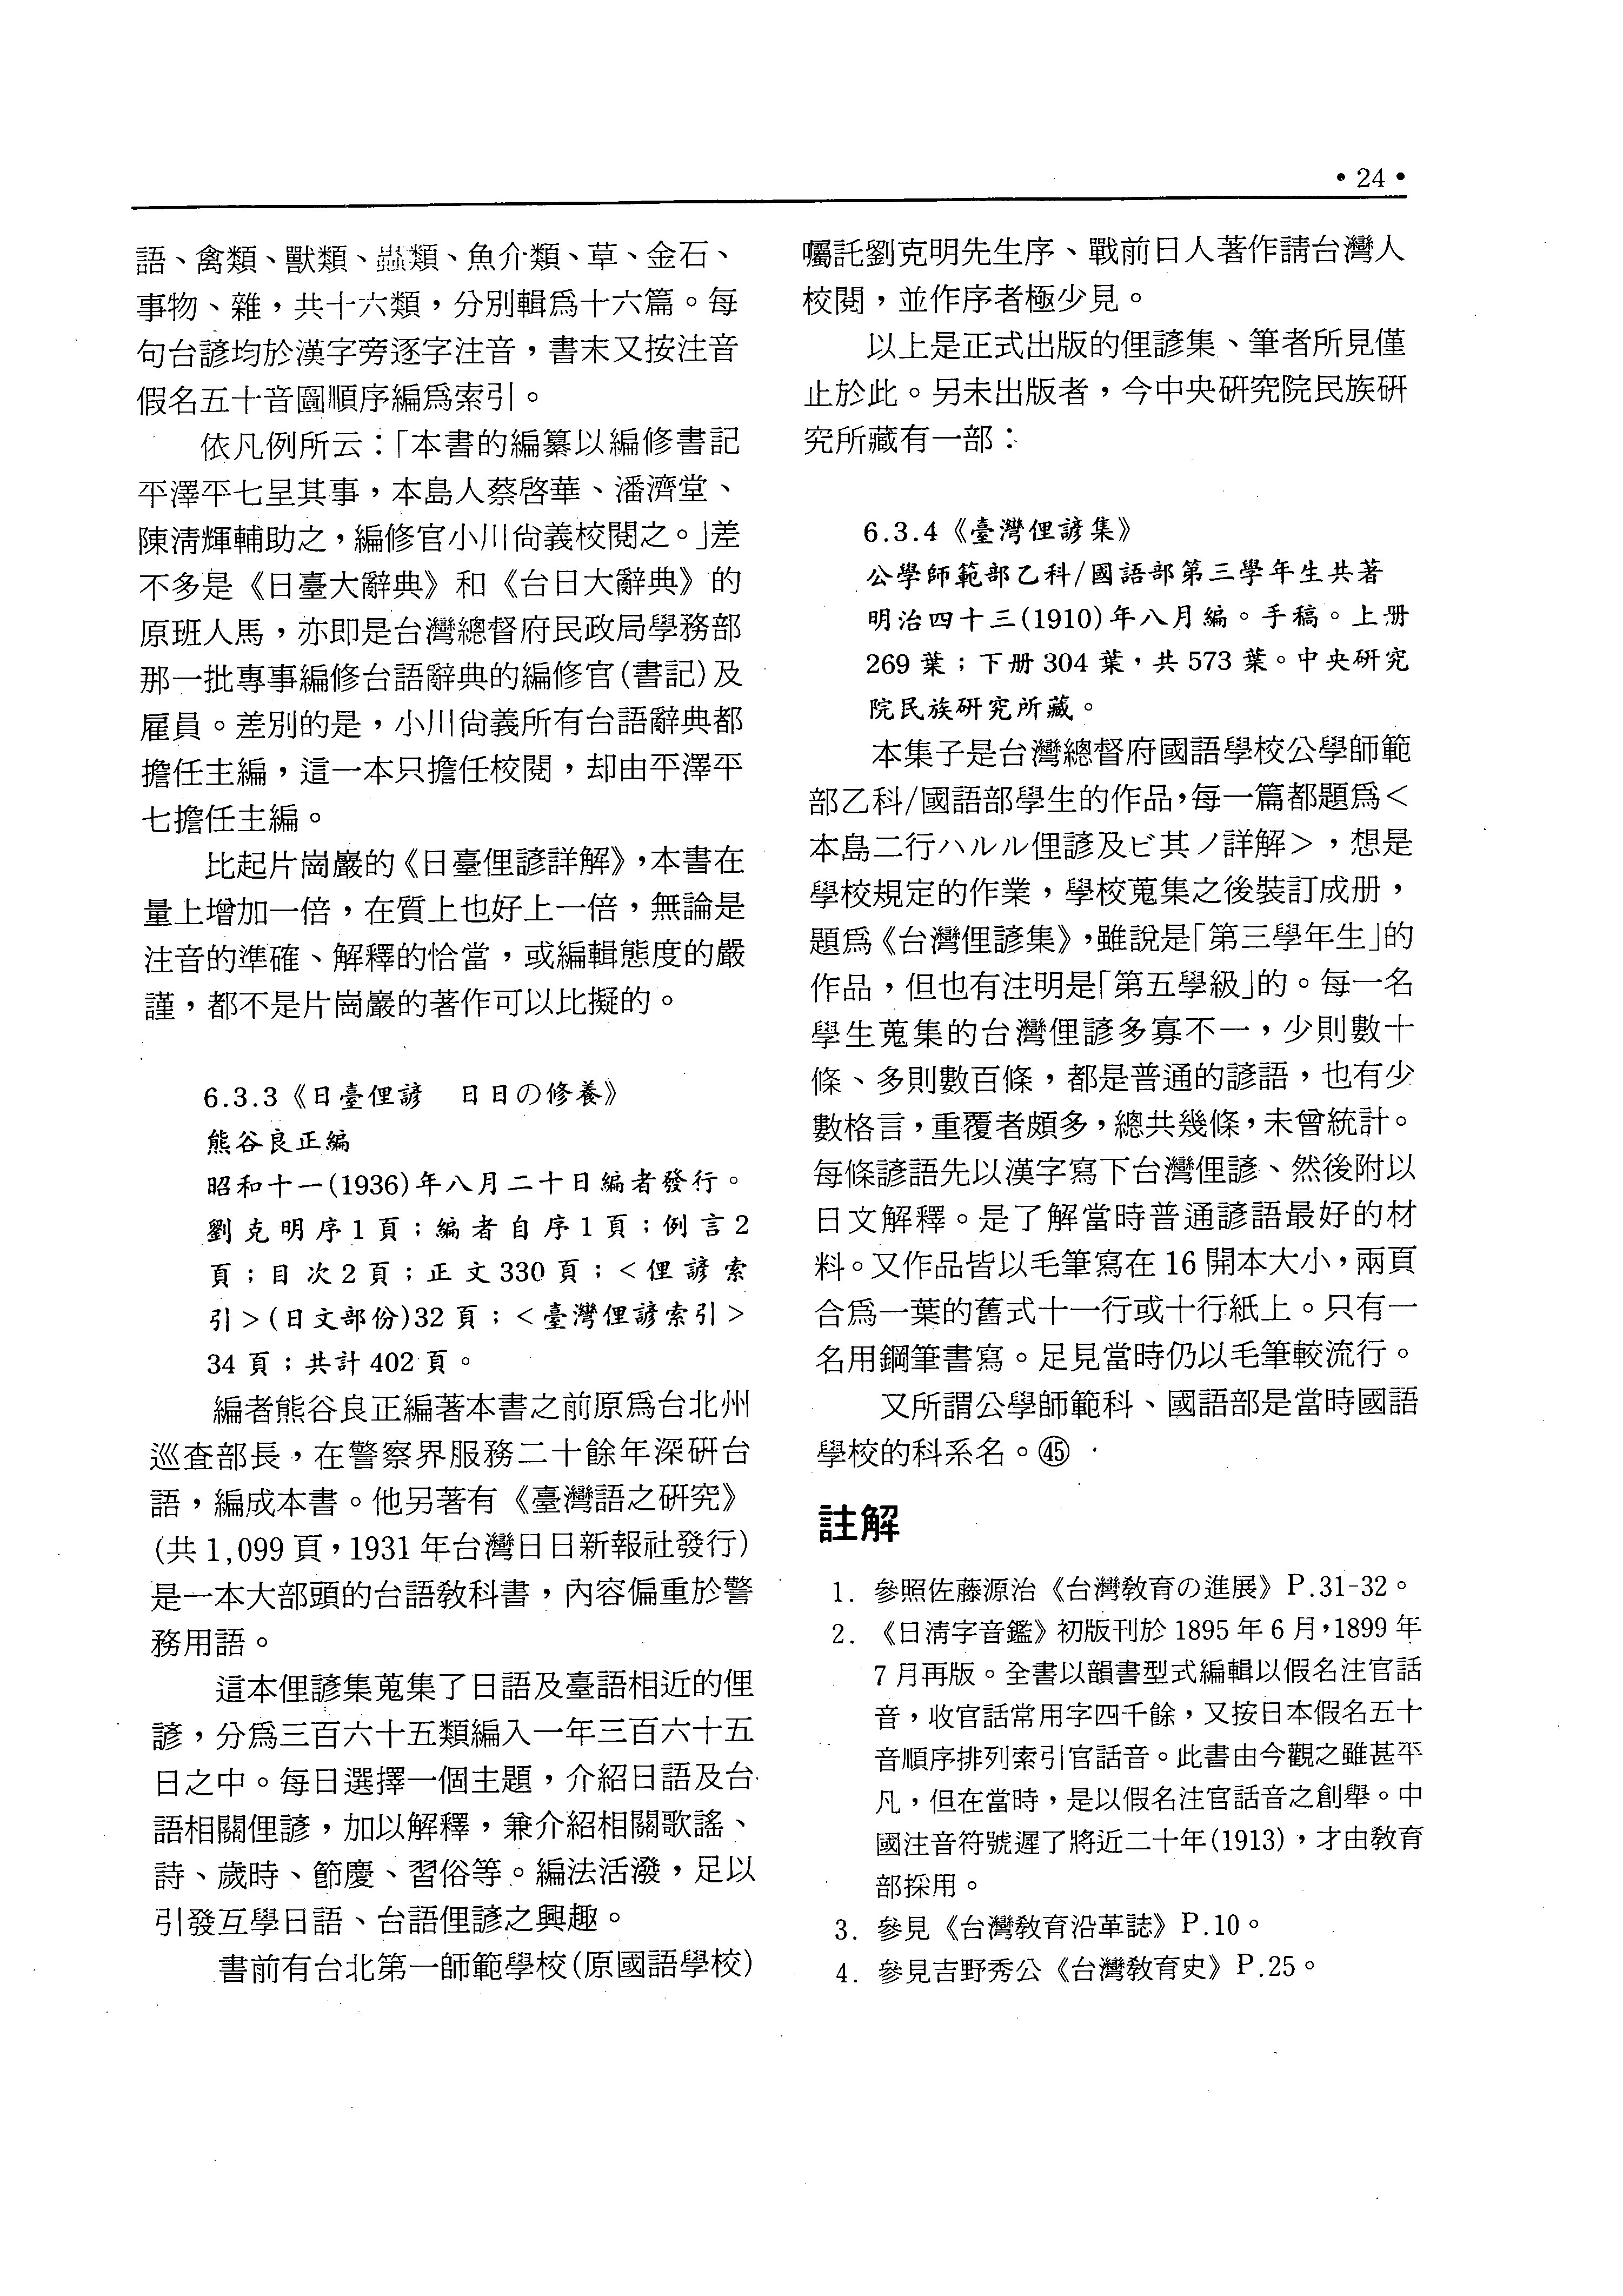 • 24 •
語、禽類、獸類、蟲類、魚介類、草、金石、
事物、雜，共十六類，分別輯爲十六篇。每
句台諺均於漢字旁逐字注音，書末又按注音
假名五十音圖順序編爲索引。
依凡例所云：「本書的編纂以編修書記
平澤平七呈其事，本島人蔡啓華、潘濟堂、
陳清輝輔助之，編修官小川尙義校閱之。」差
不多是《日臺大辭典》和《台日大辭典》的
原班人馬，亦即是台灣總督府民政局學務部
那一批專事編修台語辭典的編修官(書記)及
雇員。差別的是，小川尙義所有台語辭典都
擔任主編，這一本只擔任校閱，却由平澤平
七擔任主編。
比起片崗巖的《日臺俚諺詳解》，本書在
量上增加一倍，在質上也好上一倍，無論是
注音的準確、解釋的恰當，或編輯態度的嚴
謹，都不是片崗巖的著作可以比擬的。
6.3.3《日臺俚諺　日日の修養》
熊谷良正編
昭和十一(1936)年八月二十日編者發行。
劉克明序1頁；編者自序1頁；例言2
頁；目次2頁；正文330頁；＜俚諺索
引＞(日文部份)32頁；＜臺灣俚諺索引＞
34頁；共計402頁。
編者熊谷良正編著本書之前原爲台北州
巡査部長，在警察界服務二十餘年深研台
語，編成本書。他另著有《臺灣語之研究》
(共1,099頁，1931年台灣日日新報社發行)
是一本大部頭的台語教科書，內容偏重於警
務用語。
這本俚諺集蒐集了日語及臺語相近的俚
諺，分爲三百六十五類編入一年三百六十五
日之中。每日選擇一個主題，介紹日語及台
語相關俚諺，加以解釋，兼介紹相關歌謠、
詩、歲時、節慶、習俗等。編法活潑，足以
引發互學日語、台語俚諺之興趣。
書前有台北第一師範學校(原國語學校)
囑託劉克明先生序、戰前日人著作請台灣人
校閱，並作序者極少見。
以上是正式出版的俚諺集、筆者所見僅
止於此。另未出版者，今中央研究院民族研
究所藏有一部：
6.3.4《臺灣俚諺集》
公學師範部乙科/國語部第三學年生共著
明治四十三(1910)年八月編。手稿。上册
269葉；下册304葉，共573葉。中央研究
院民族研究所藏。
本集子是台灣總督府國語學校公學師範
部乙科/國語部學生的作品，每一篇都題爲＜
本島二行ハルル俚諺及ビ其ノ詳解＞，想是
學校規定的作業，學校蒐集之後裝訂成册，
題爲《台灣俚諺集》，雖說是「第三學年生」的
作品，但也有注明是「第五學級」的。每一名
學生蒐集的台灣俚諺多寡不一，少則數十
條、多則數百條，都是普通的諺語，也有少
數格言，重覆者頗多，總共幾條，未曾統計。
每條諺語先以漢字寫下台灣俚諺、然後附以
日文解釋。是了解當時普通諺語最好的材
料。又作品皆以毛筆寫在16開本大小，兩頁
合爲一葉的舊式十一行或十行紙上。只有一
名用鋼筆書寫。足見當時仍以毛筆較流行。
又所謂公學師範科、國語部是當時國語
學校的科系名。㊺
註解
1. 參照佐藤源治《台灣教育の進展》P.31-32。
2. 《日淸字音鑑》初版刊於1895年6月，1899年
7月再版。全書以韻書型式編輯以假名注官話
音，收官話常用字四千餘，又按日本假名五十
音順序排列索引官話音。此書由今觀之雖甚平
凡，但在當時，是以假名注官話音之創舉。中
國注音符號遲了將近二十年(1913)，才由教育
部採用。
3. 參見《台灣教育沿革誌》P.10。
4. 參見吉野秀公《台灣教育史》P.25。